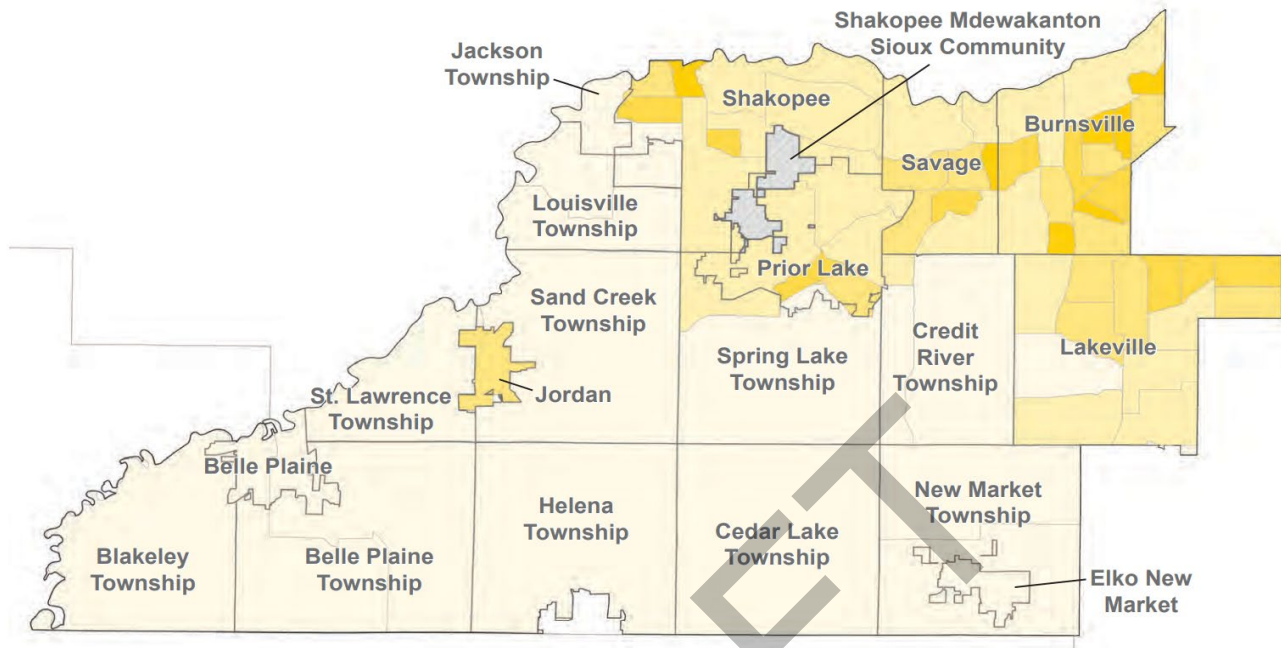 Shakopee Mdewakanton
Sioux Community
Jackson
Township
Shakopee
Burnsville
Savage
Louisville
Township
Prior Lake
Sand Creek
Township
Credit
River
Township
Lakeville
Spring Lake
Township
Jordan
St. Lawrence
Township
Belle Plaine
Helena
Township
New Market
Township
Cedar Lake
Township
Blakeley
Township
Belle Plaine
Township
Elko New
Market
CT